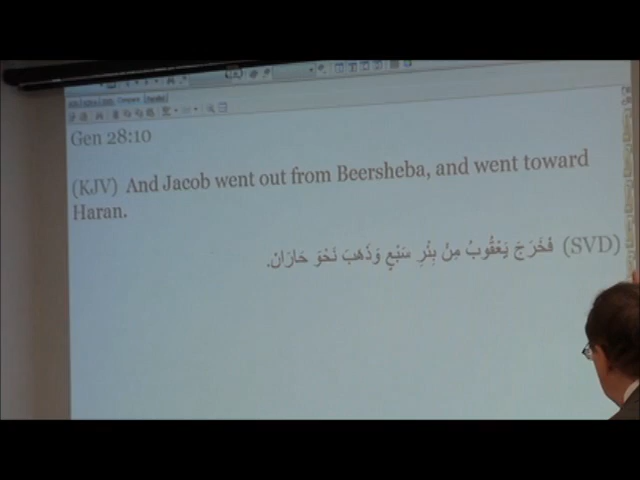 Gen 28:10
(KJV) And Jacob went out from Beersheba, and went toward
Haran.
(SVD) فَخَرَجَ يَعْقُوبُ مِنْ بِئْرِ سَبْعٍ وَذَهَبَ نَحْوَ حَارَانَ.